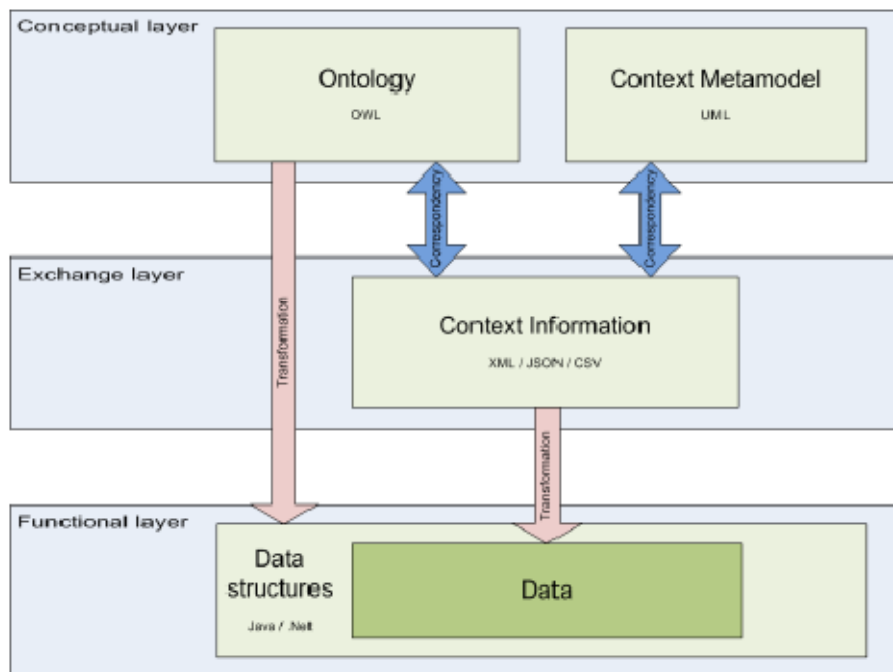 Conceptual layer
Ontology
OWL
Context Metamodel
UML
Correspondency
Correspondency
Exchange layer
Transformation
Context Information
XML / JSON / CSV
Transformation
Functional layer
Data
structures
Java / .Nett
Data